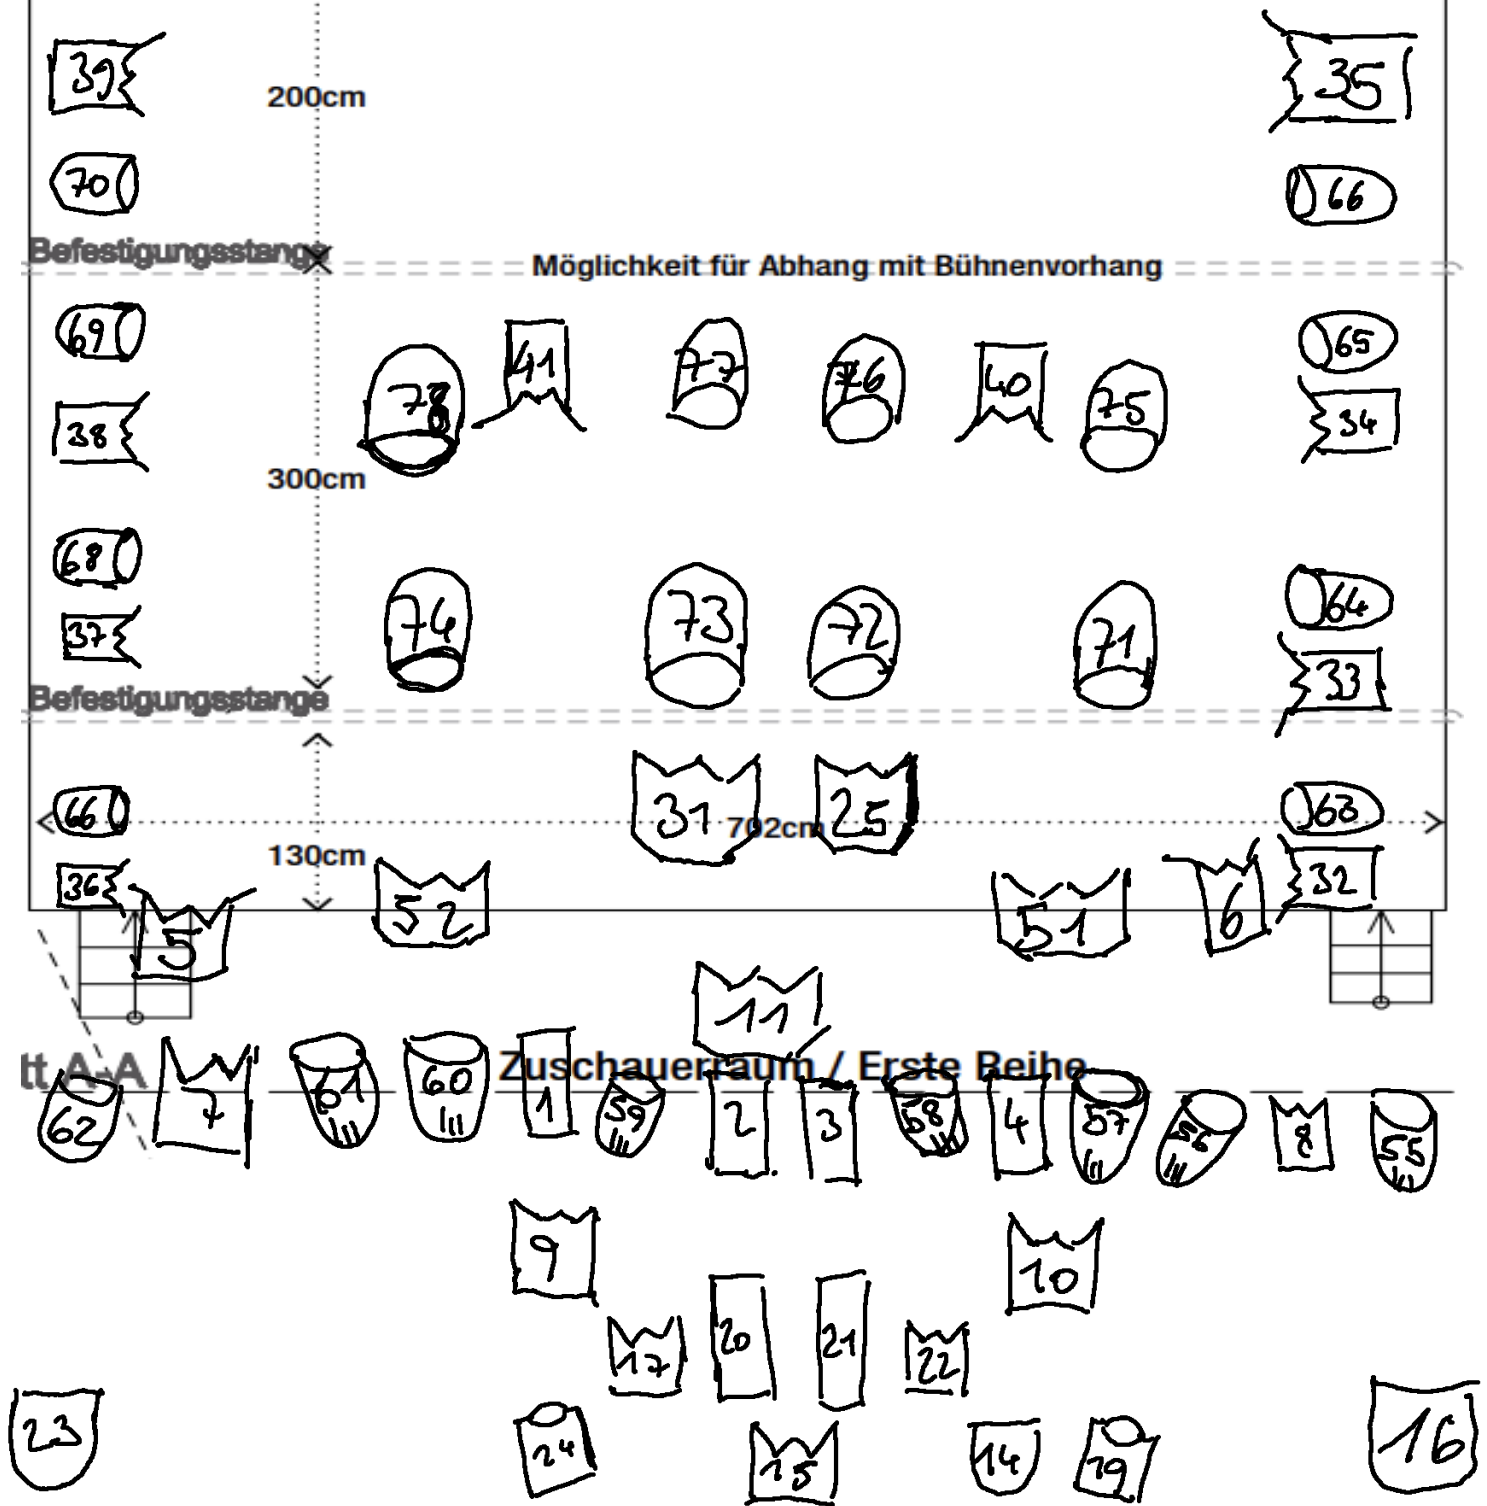 39 200cm 35
70 66
Befestigungsstange Möglichkeit für Abhang mit Bühnenvorhang
69 41 77 76 40 65
38 78 75 34
300cm
68 74 73 72 71 64
37 33
Befestigungsstange
66 31 702cm 25 63
130cm
36 5 52 51 6 32
11
tt A-A Zuschauerraum / Erste Reihe
62 7 61 60 1 59 2 3 58 4 57 56 8 55
9 10
17 20 21 22
23 24 15 14 19 16